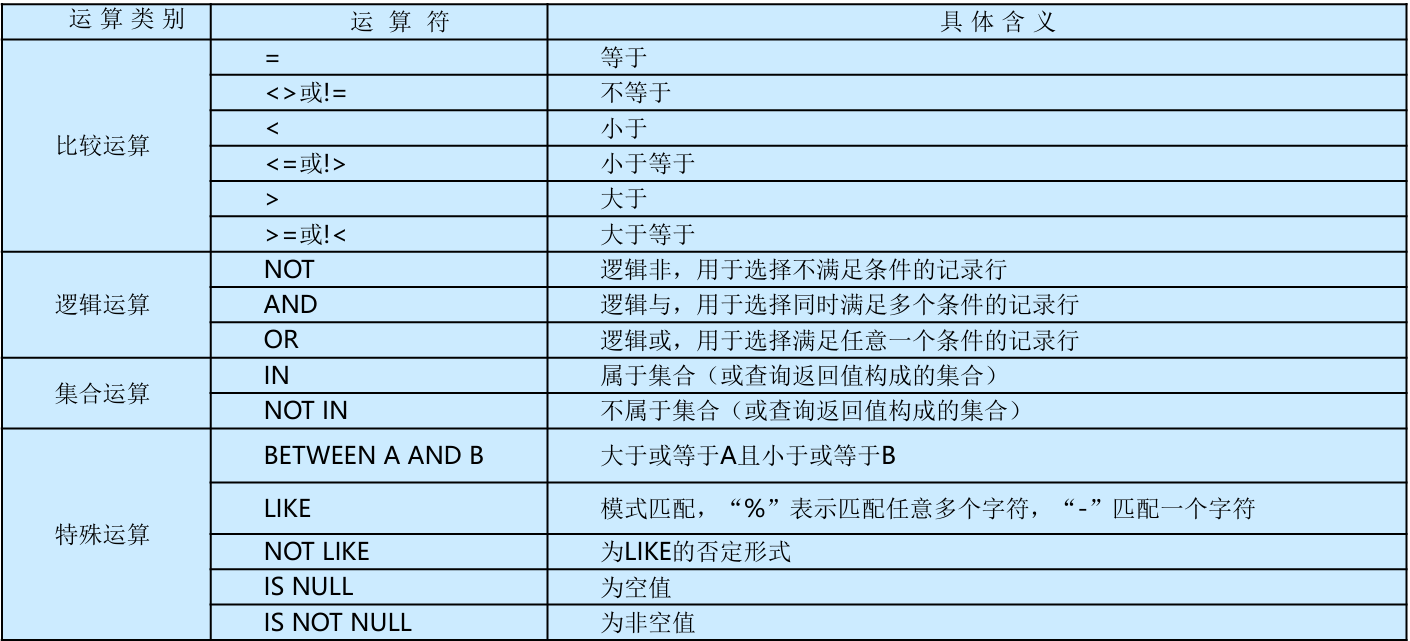 运算类别 运算符 具体含义
比较运算
= 等于
<>或!= 不等于
< 小于
<=或!> 小于等于
> 大于
>=或!< 大于等于
逻辑运算
NOT 逻辑非，用于选择不满足条件的记录行
AND 逻辑与，用于选择同时满足多个条件的记录行
OR 逻辑或，用于选择满足任意一个条件的记录行
集合运算
IN 属于集合（或查询返回值构成的集合）
NOT IN 不属于集合（或查询返回值构成的集合）
特殊运算
BETWEEN A AND B 大于或等于A且小于或等于B
LIKE 模式匹配，“%”表示匹配任意多个字符，“-”匹配一个字符
NOT LIKE 为LIKE的否定形式
IS NULL 为空值
IS NOT NULL 为非空值